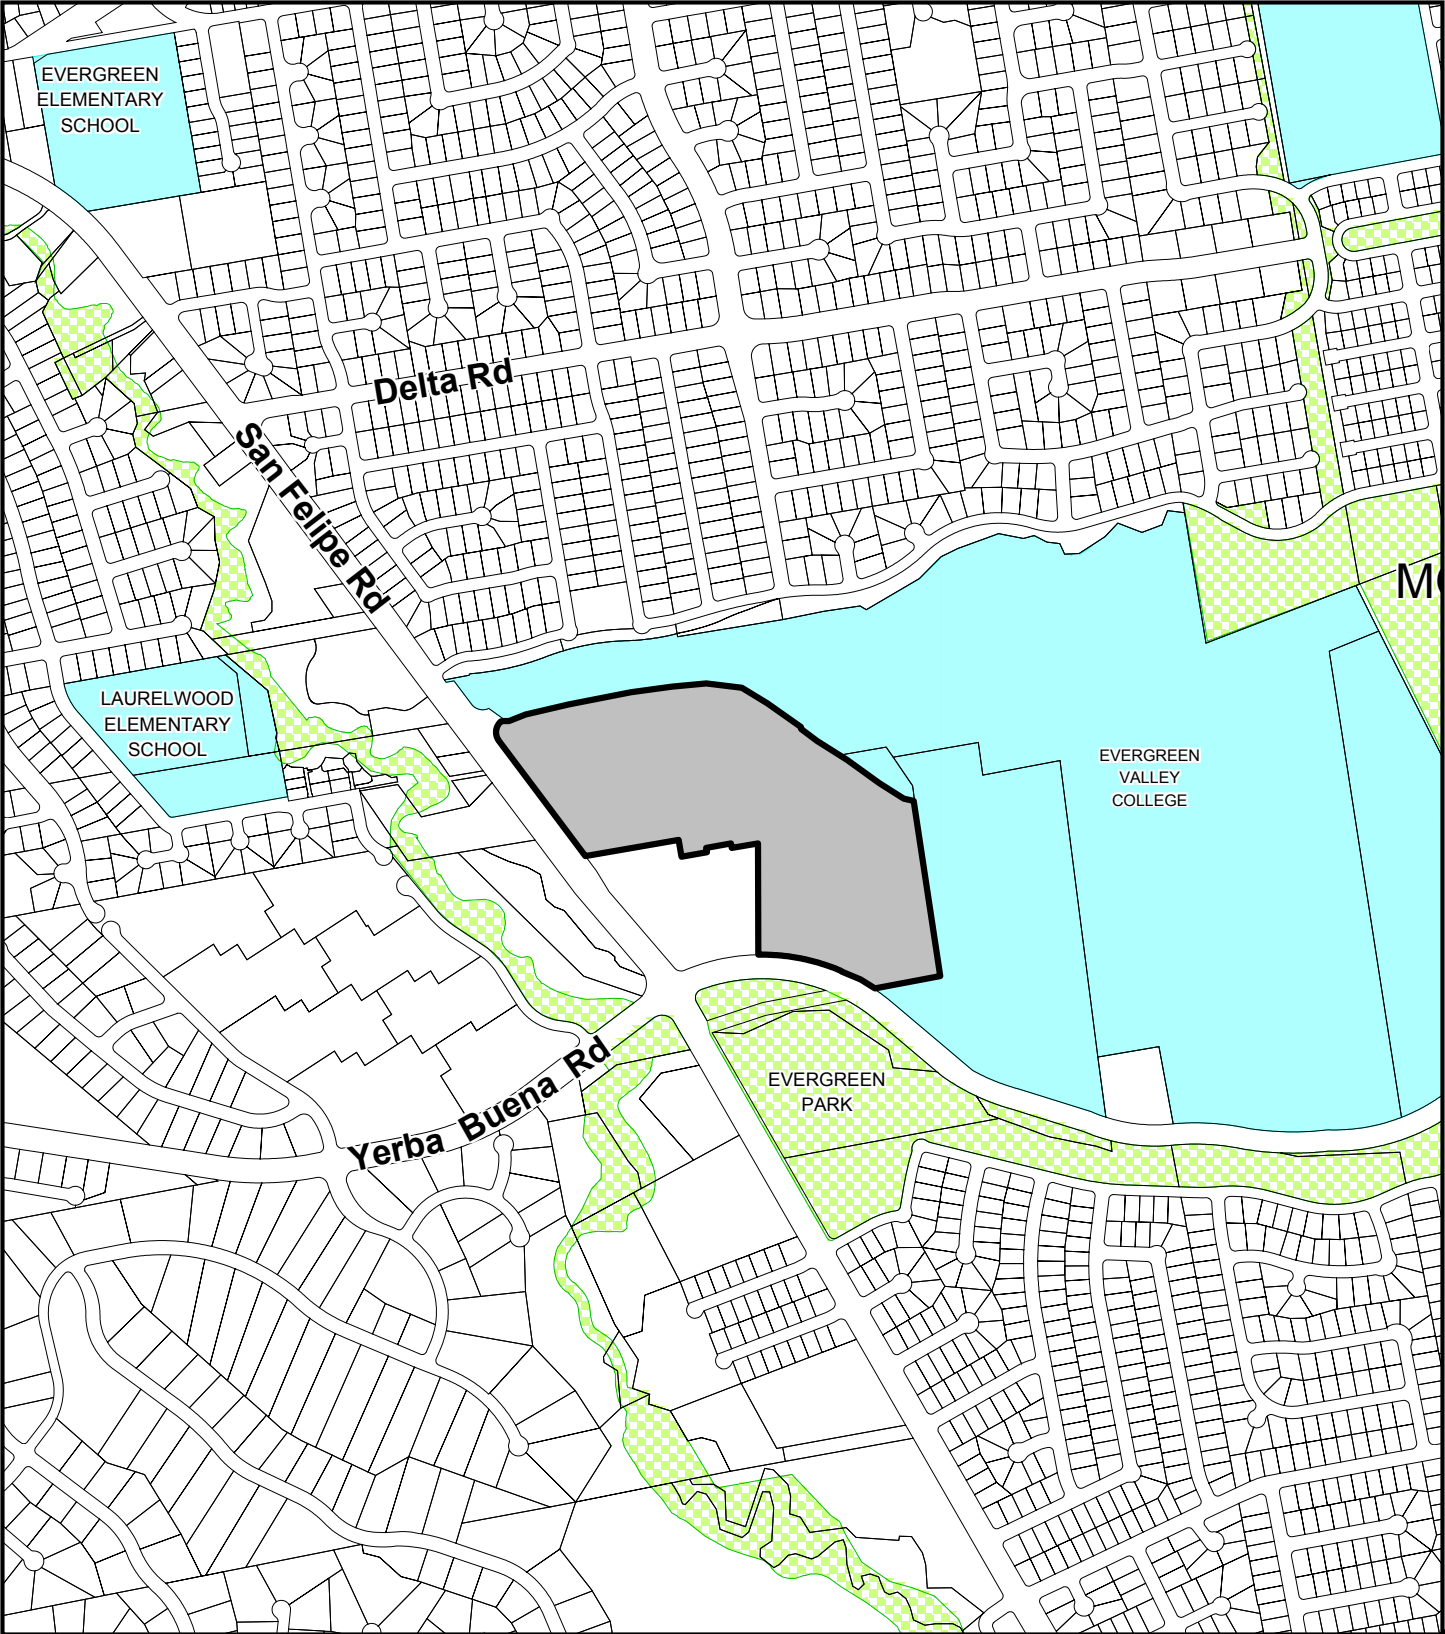 EVERGREEN
ELEMENTARY
SCHOOL
Delta Rd
San Felipe Rd
LAURELWOOD
ELEMENTARY
SCHOOL
EVERGREEN
VALLEY
COLLEGE
EVERGREEN
PARK
Yerba Buena Rd